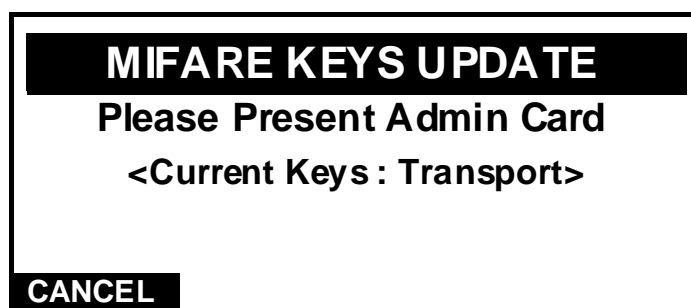 MIFARE KEYS UPDATE
Please Present Admin Card
<Current Keys : Transport>
CANCEL